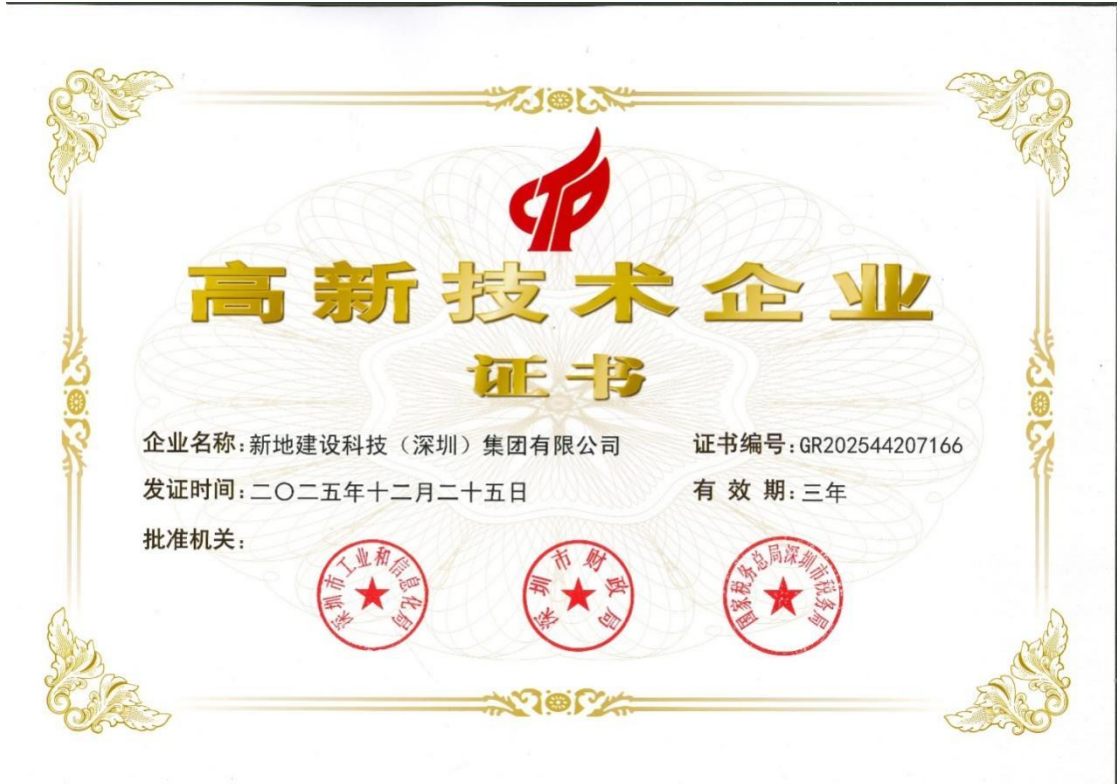 高新技术企业
证书
企业名称:新地建设科技（深圳）集团有限公司
证书编号:GR202544207166
发证时间:二〇二五年十二月二十五日
有效期:三年
批准机关:
深圳市工业和信息化局
深圳市财政局
国家税务总局深圳市税务局